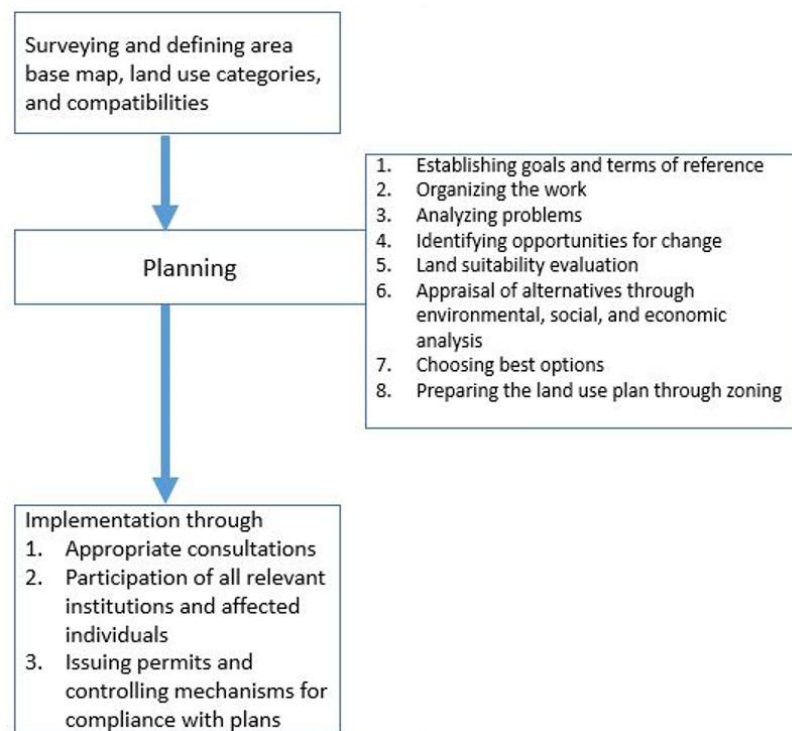 Surveying and defining area
base map, land use categories,
and compatibilities
Planning
1. Establishing goals and terms of reference
2. Organizing the work
3. Analyzing problems
4. Identifying opportunities for change
5. Land suitability evaluation
6. Appraisal of alternatives through
environmental, social, and economic
analysis
7. Choosing best options
8. Preparing the land use plan through zoning
Implementation through
1. Appropriate consultations
2. Participation of all relevant
institutions and affected
individuals
3. Issuing permits and
controlling mechanisms for
compliance with plans